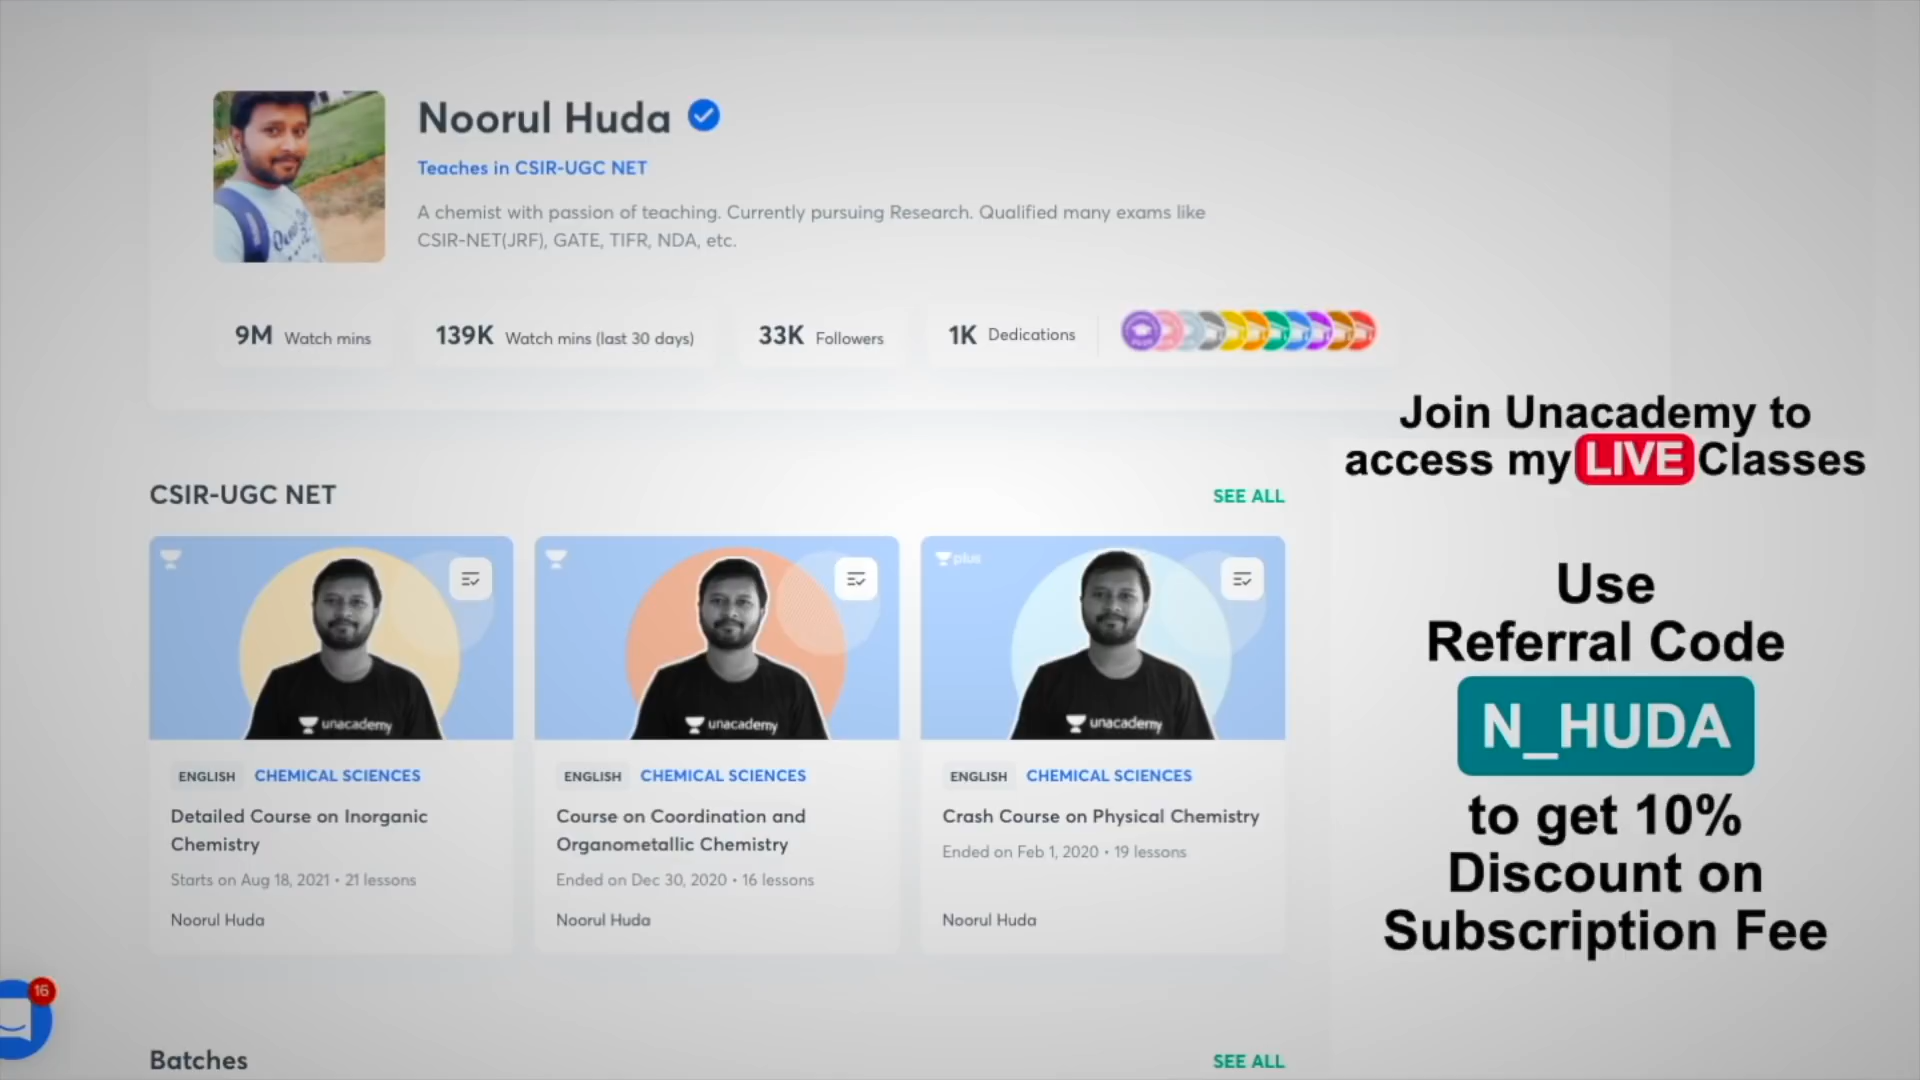 Noorul Huda
Teaches in CSIR-UGC NET
A chemist with passion of teaching. Currently pursuing Research. Qualified many exams like
CSIR-NET(JRF), GATE, TIFR, NDA, etc.
9M Watch mins
139K Watch mins (last 30 days)
33K Followers
1K Dedications
Join Unacademy to
access my LIVE Classes
Use
Referral Code
N_HUDA
to get 10%
Discount on
Subscription Fee
CSIR-UGC NET
SEE ALL
unacademy
ENGLISH CHEMICAL SCIENCES
Detailed Course on Inorganic
Chemistry
Starts on Aug 18, 2021 • 21 lessons
Noorul Huda
unacademy
ENGLISH CHEMICAL SCIENCES
Course on Coordination and
Organometallic Chemistry
Ended on Dec 30, 2020 • 16 lessons
Noorul Huda
plus
unacademy
ENGLISH CHEMICAL SCIENCES
Crash Course on Physical Chemistry
Ended on Feb 1, 2020 • 19 lessons
Noorul Huda
16
Batches
SEE ALL